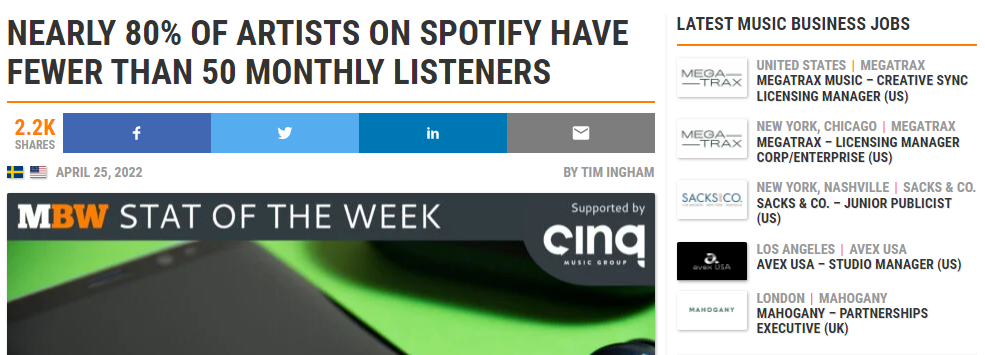 NEARLY 80% OF ARTISTS ON SPOTIFY HAVE
FEWER THAN 50 MONTHLY LISTENERS
2.2K
SHARES
f
in
APRIL 25, 2022
BY TIM INGHAM
MBW STAT OF THE WEEK
Supported by
cinq
MUSIC GROUP
LATEST MUSIC BUSINESS JOBS
MEGA
TRAX
UNITED STATES | MEGATRAX
MEGATRAX MUSIC – CREATIVE SYNC
LICENSING MANAGER (US)
MEGA
TRAX
NEW YORK, CHICAGO | MEGATRAX
MEGATRAX – LICENSING MANAGER
CORP/ENTERPRISE (US)
SACKS AND CO.
NEW YORK, NASHVILLE | SACKS & CO.
SACKS & CO. – JUNIOR PUBLICIST
(US)
avex USA
LOS ANGELES | AVEX USA
AVEX USA – STUDIO MANAGER (US)
MAHOGANY
LONDON | MAHOGANY
MAHOGANY – PARTNERSHIPS
EXECUTIVE (UK)